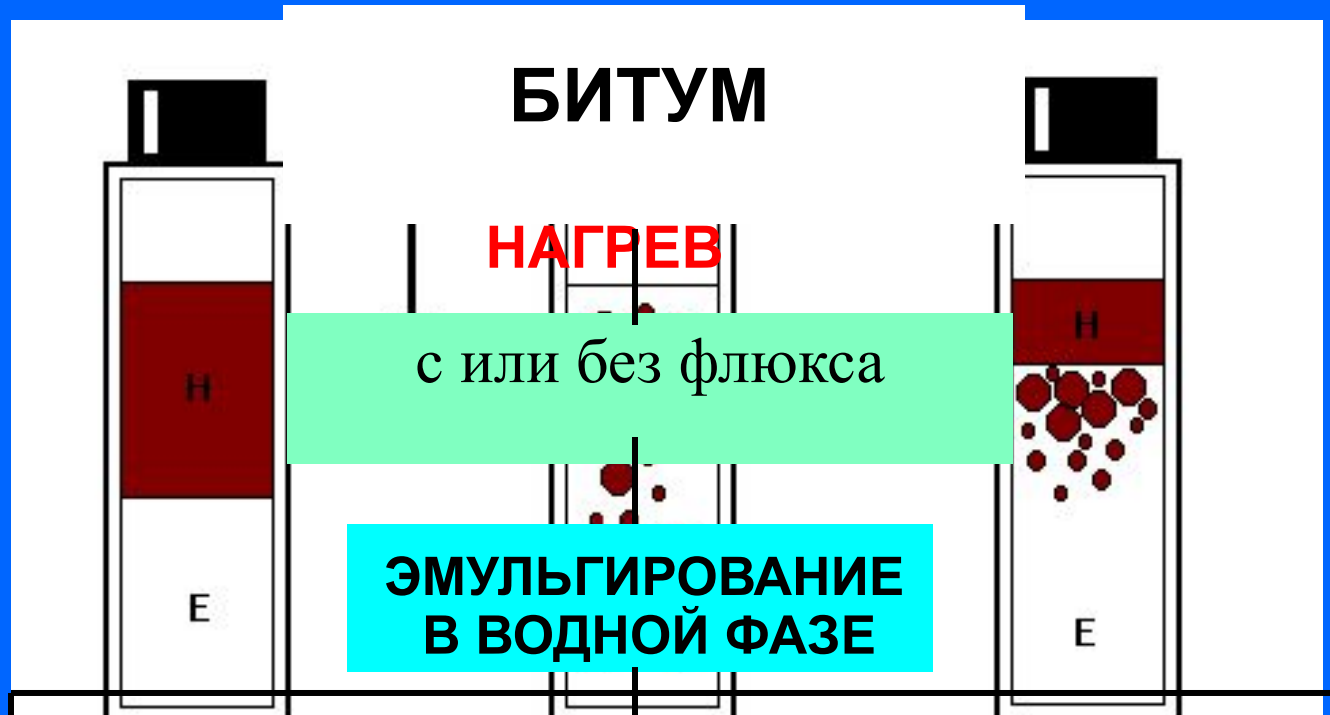 БИТУМ
НАГРЕВ
с или без флюкса
H
H
ЭМУЛЬГИРОВАНИЕ
В ВОДНОЙ ФАЗЕ
E
E